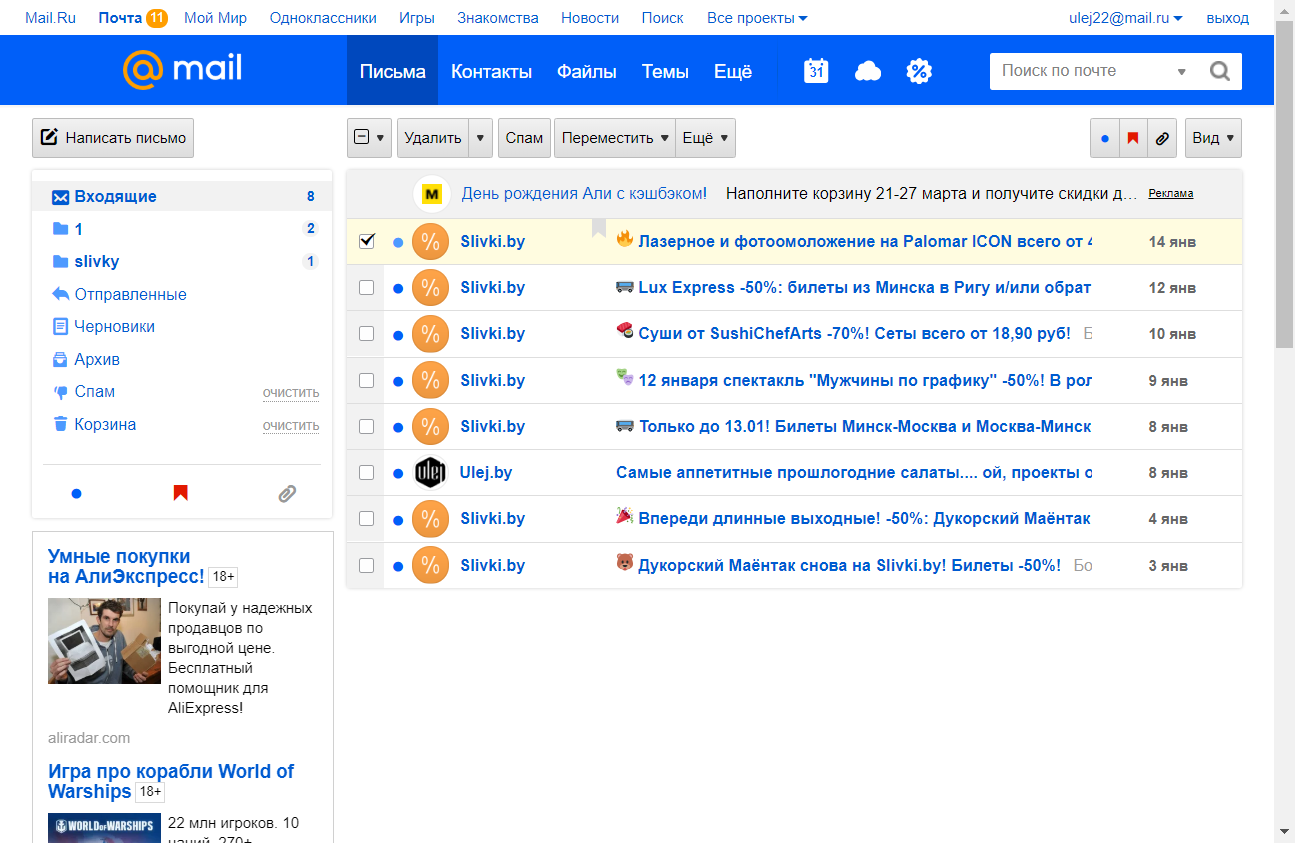 Mail.Ru Почта 11 Мой Мир Одноклассники Игры Знакомства Новости Поиск Все проекты ulej22@mail.ru выход
@mail Письма Контакты Файлы Темы Ещё 31 Поиск по почте
Написать письмо Удалить Спам Переместить Ещё Вид
Входящие 8
1 2
slivky 1
Отправленные
Черновики
Архив
Спам очистить
Корзина очистить
М День рождения Али с кэшбэком! Наполните корзину 21-27 марта и получите скидки д… Реклама
% Slivki.by Лазерное и фотоомоложение на Palomar ICON всего от 4 14 янв
% Slivki.by Lux Express -50%: билеты из Минска в Ригу и/или обрат 12 янв
% Slivki.by Суши от SushiChefArts -70%! Сеты всего от 18,90 руб! Б 10 янв
% Slivki.by 12 января спектакль "Мужчины по графику" -50%! В рол 9 янв
% Slivki.by Только до 13.01! Билеты Минск-Москва и Москва-Минск 8 янв
ulej Ulej.by Самые аппетитные прошлогодние салаты.... ой, проекты о 8 янв
% Slivki.by Впереди длинные выходные! -50%: Дукорский Маёнтак 4 янв
% Slivki.by Дукорский Маёнтак снова на Slivki.by! Билеты -50%! Бо 3 янв
Умные покупки
на АлиЭкспресс! 18+
Покупай у надежных
продавцов по
выгодной цене.
Бесплатный
помощник для
AliExpress!
aliradar.com
Игра про корабли World of
Warships 18+
WORLD OF WARSHIPS
22 млн игроков. 10
наций, 270+